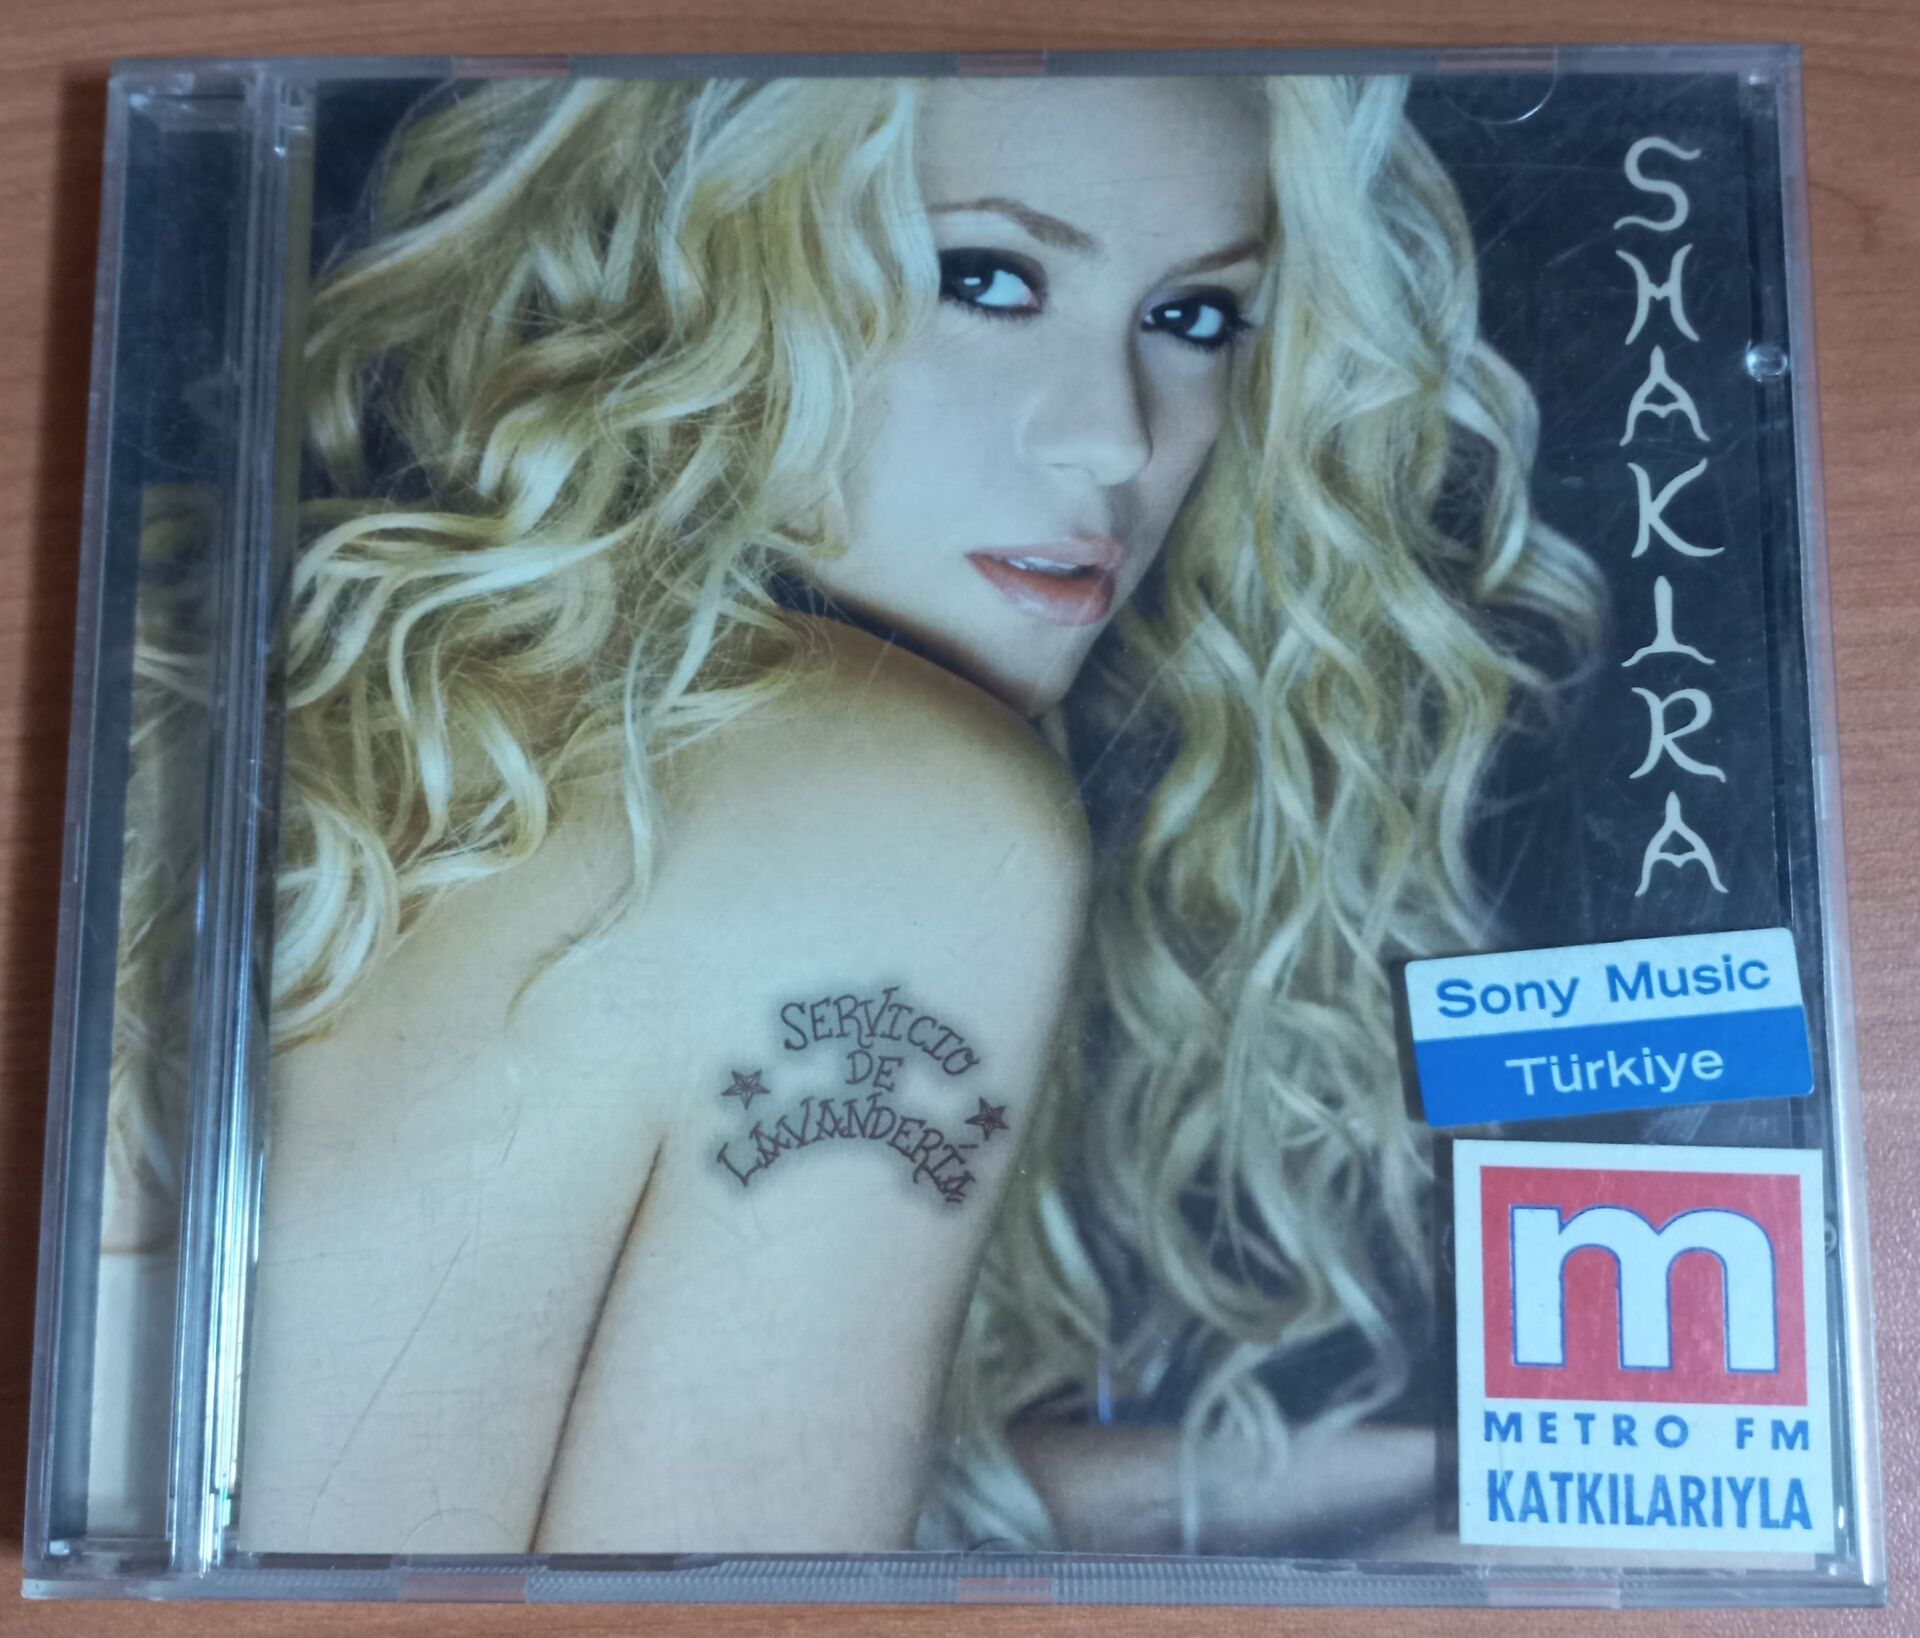 SHAKIRA
SERVICIO
DE
LAVANDERÍA
Sony Music
Türkiye
m
METRO FM
KATKILARIYLA